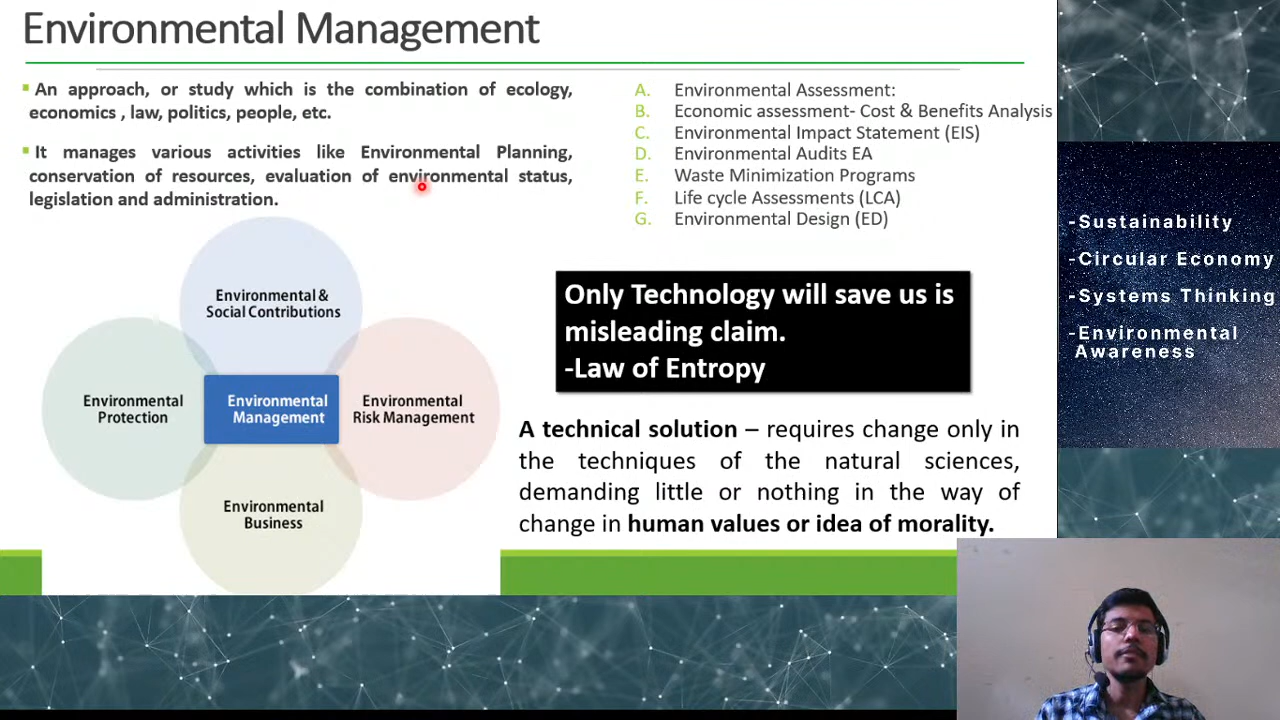 Environmental Management
An approach, or study which is the combination of ecology,
economics , law, politics, people, etc.
It manages various activities like Environmental Planning,
conservation of resources, evaluation of environmental status,
legislation and administration.
Environmental &
Social Contributions
Environmental
Protection
Environmental
Management
Environmental
Risk Management
Environmental
Business
A. Environmental Assessment:
B. Economic assessment- Cost & Benefits Analysis
C. Environmental Impact Statement (EIS)
D. Environmental Audits EA
E. Waste Minimization Programs
F. Life cycle Assessments (LCA)
G. Environmental Design (ED)
Only Technology will save us is
misleading claim.
-Law of Entropy
A technical solution – requires change only in
the techniques of the natural sciences,
demanding little or nothing in the way of
change in human values or idea of morality.
-Sustainability
-Circular Economy
-Systems Thinking
-Environmental
Awareness